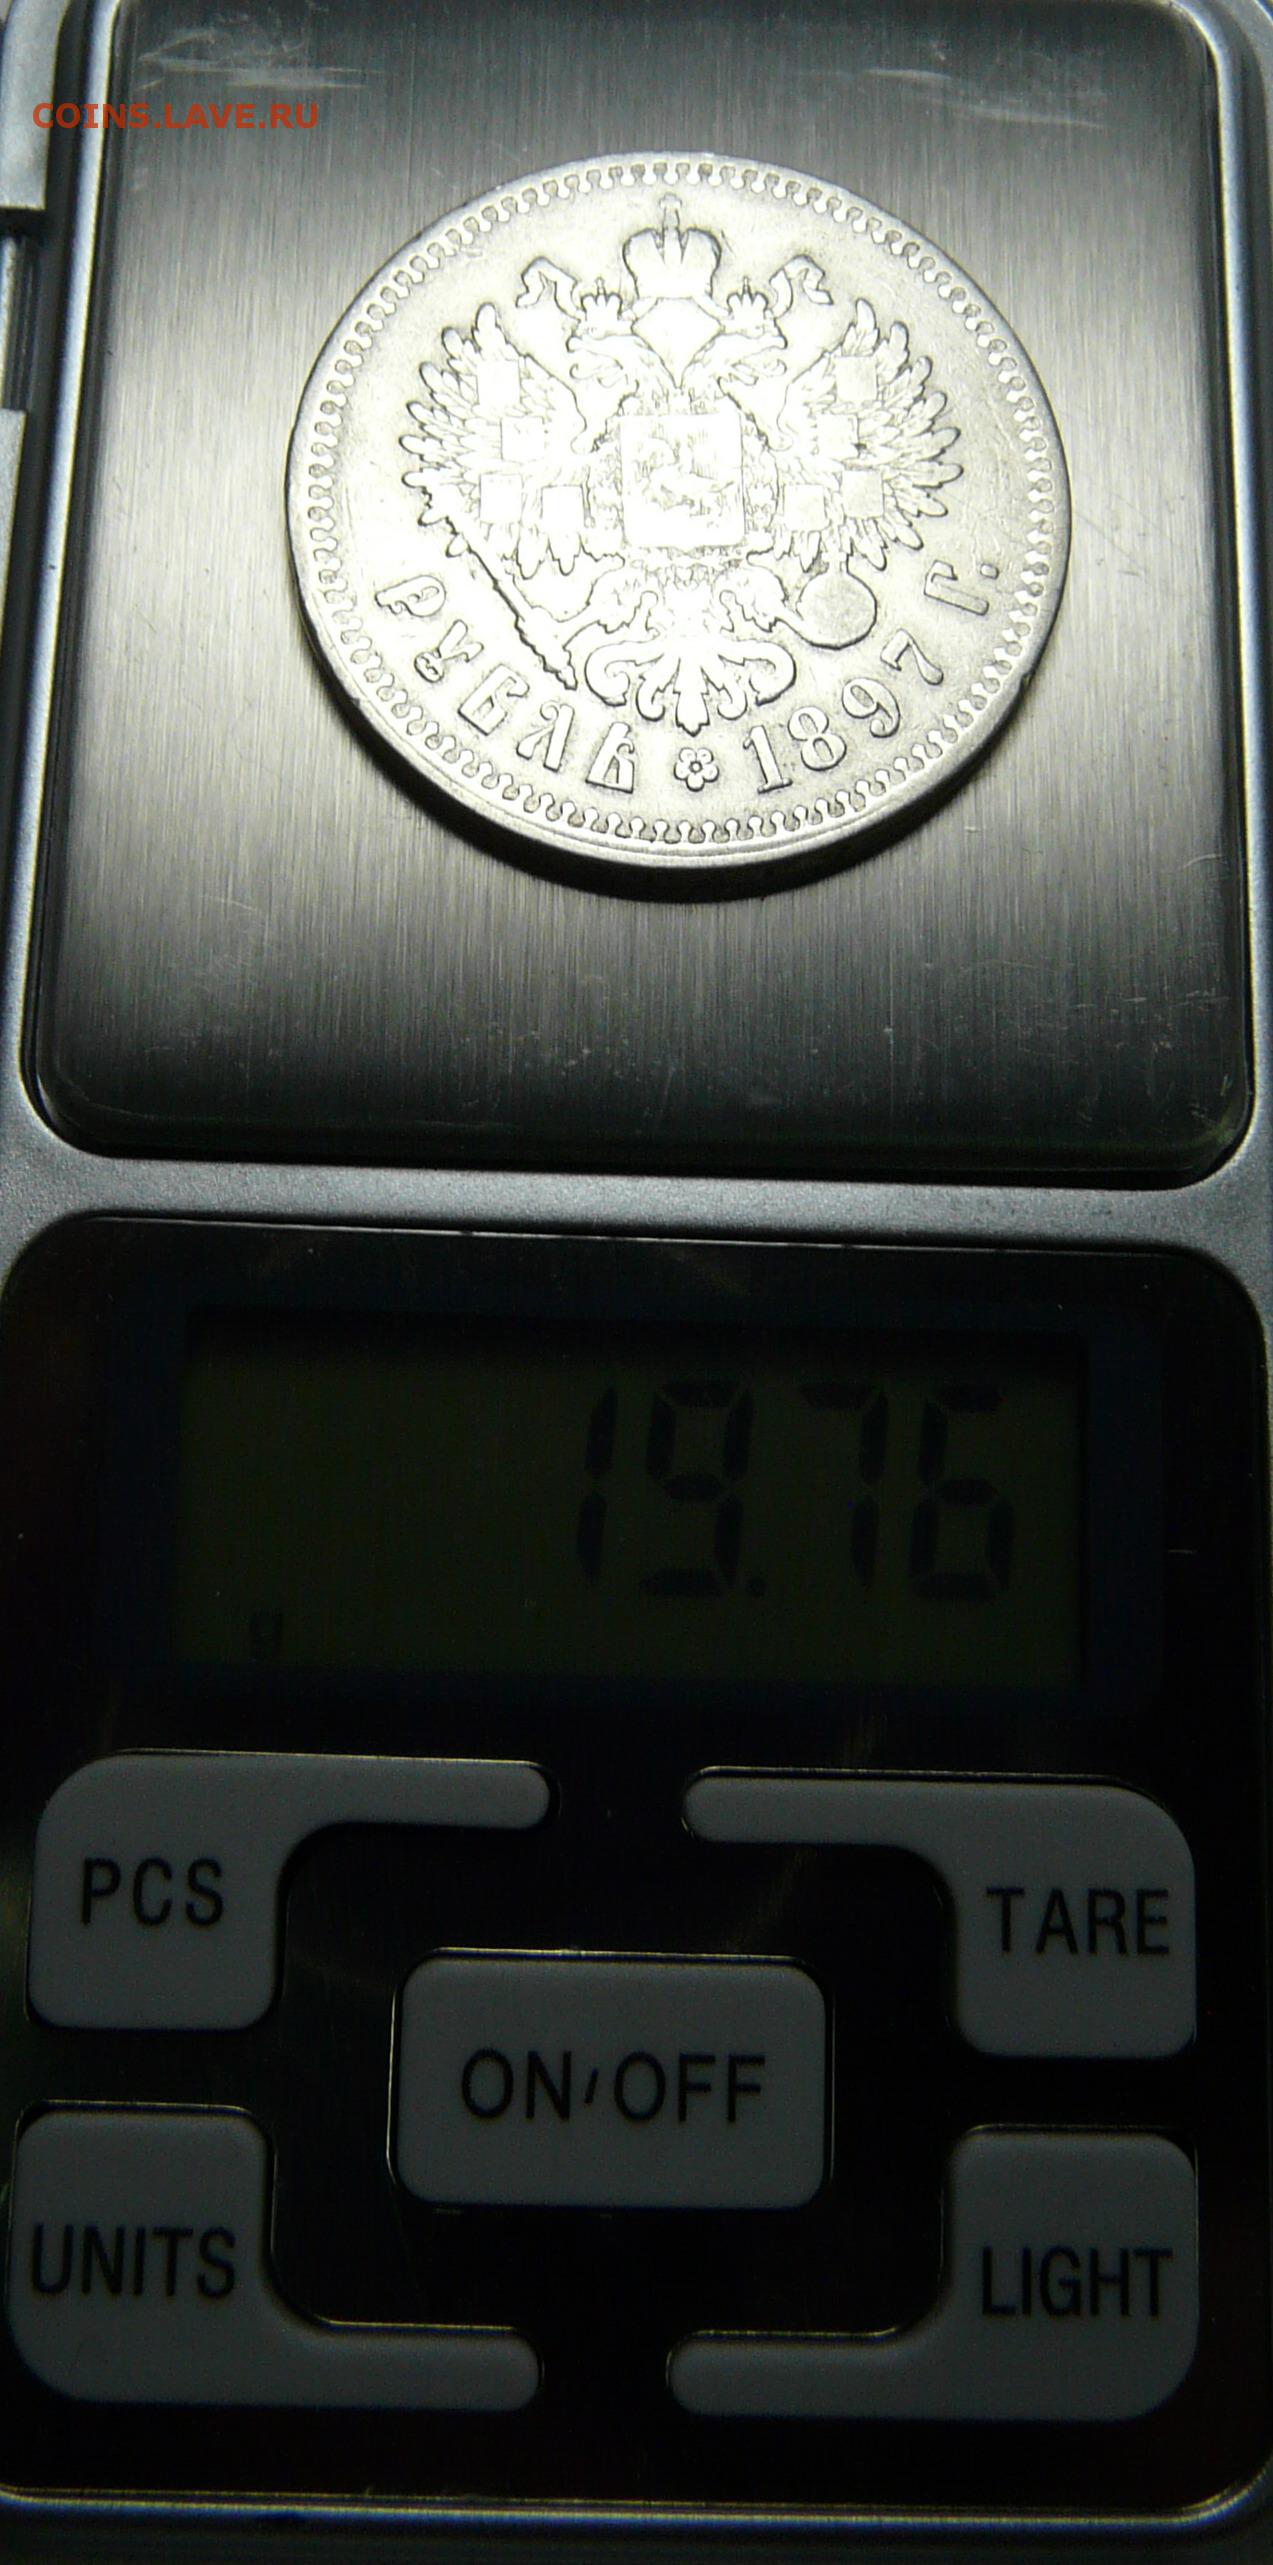 COINS.LAVE.RU
РУБЛЬ 1897 Г.
19.76
g
PCS
TARE
ON/OFF
UNITS
LIGHT